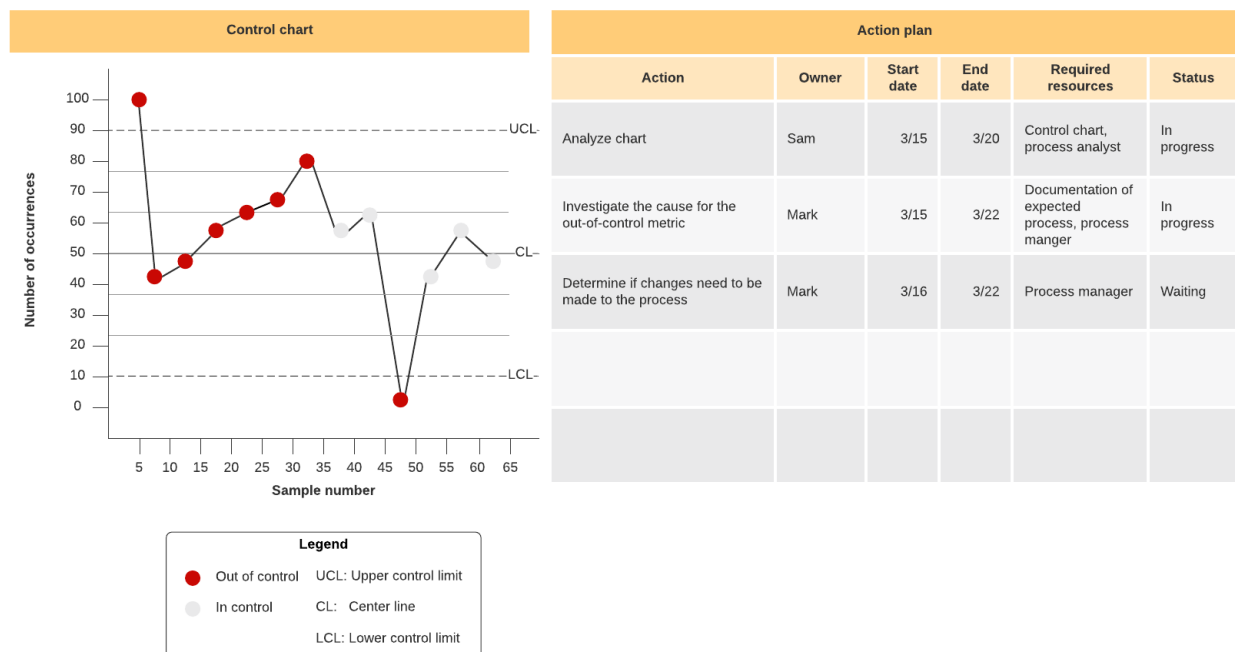 Control chart
Number of occurrences
100
90
80
70
60
50
40
30
20
10
0
UCL
CL
LCL
5 10 15 20 25 30 35 40 45 50 55 60 65
Sample number
Legend
Out of control
UCL: Upper control limit
In control
CL: Center line
LCL: Lower control limit
Action plan
Action
Owner
Start
date
End
date
Required
resources
Status
Analyze chart
Sam
3/15
3/20
Control chart,
process analyst
In
progress
Investigate the cause for the
out-of-control metric
Mark
3/15
3/22
Documentation of
expected
process, process
manger
In
progress
Determine if changes need to be
made to the process
Mark
3/16
3/22
Process manager
Waiting